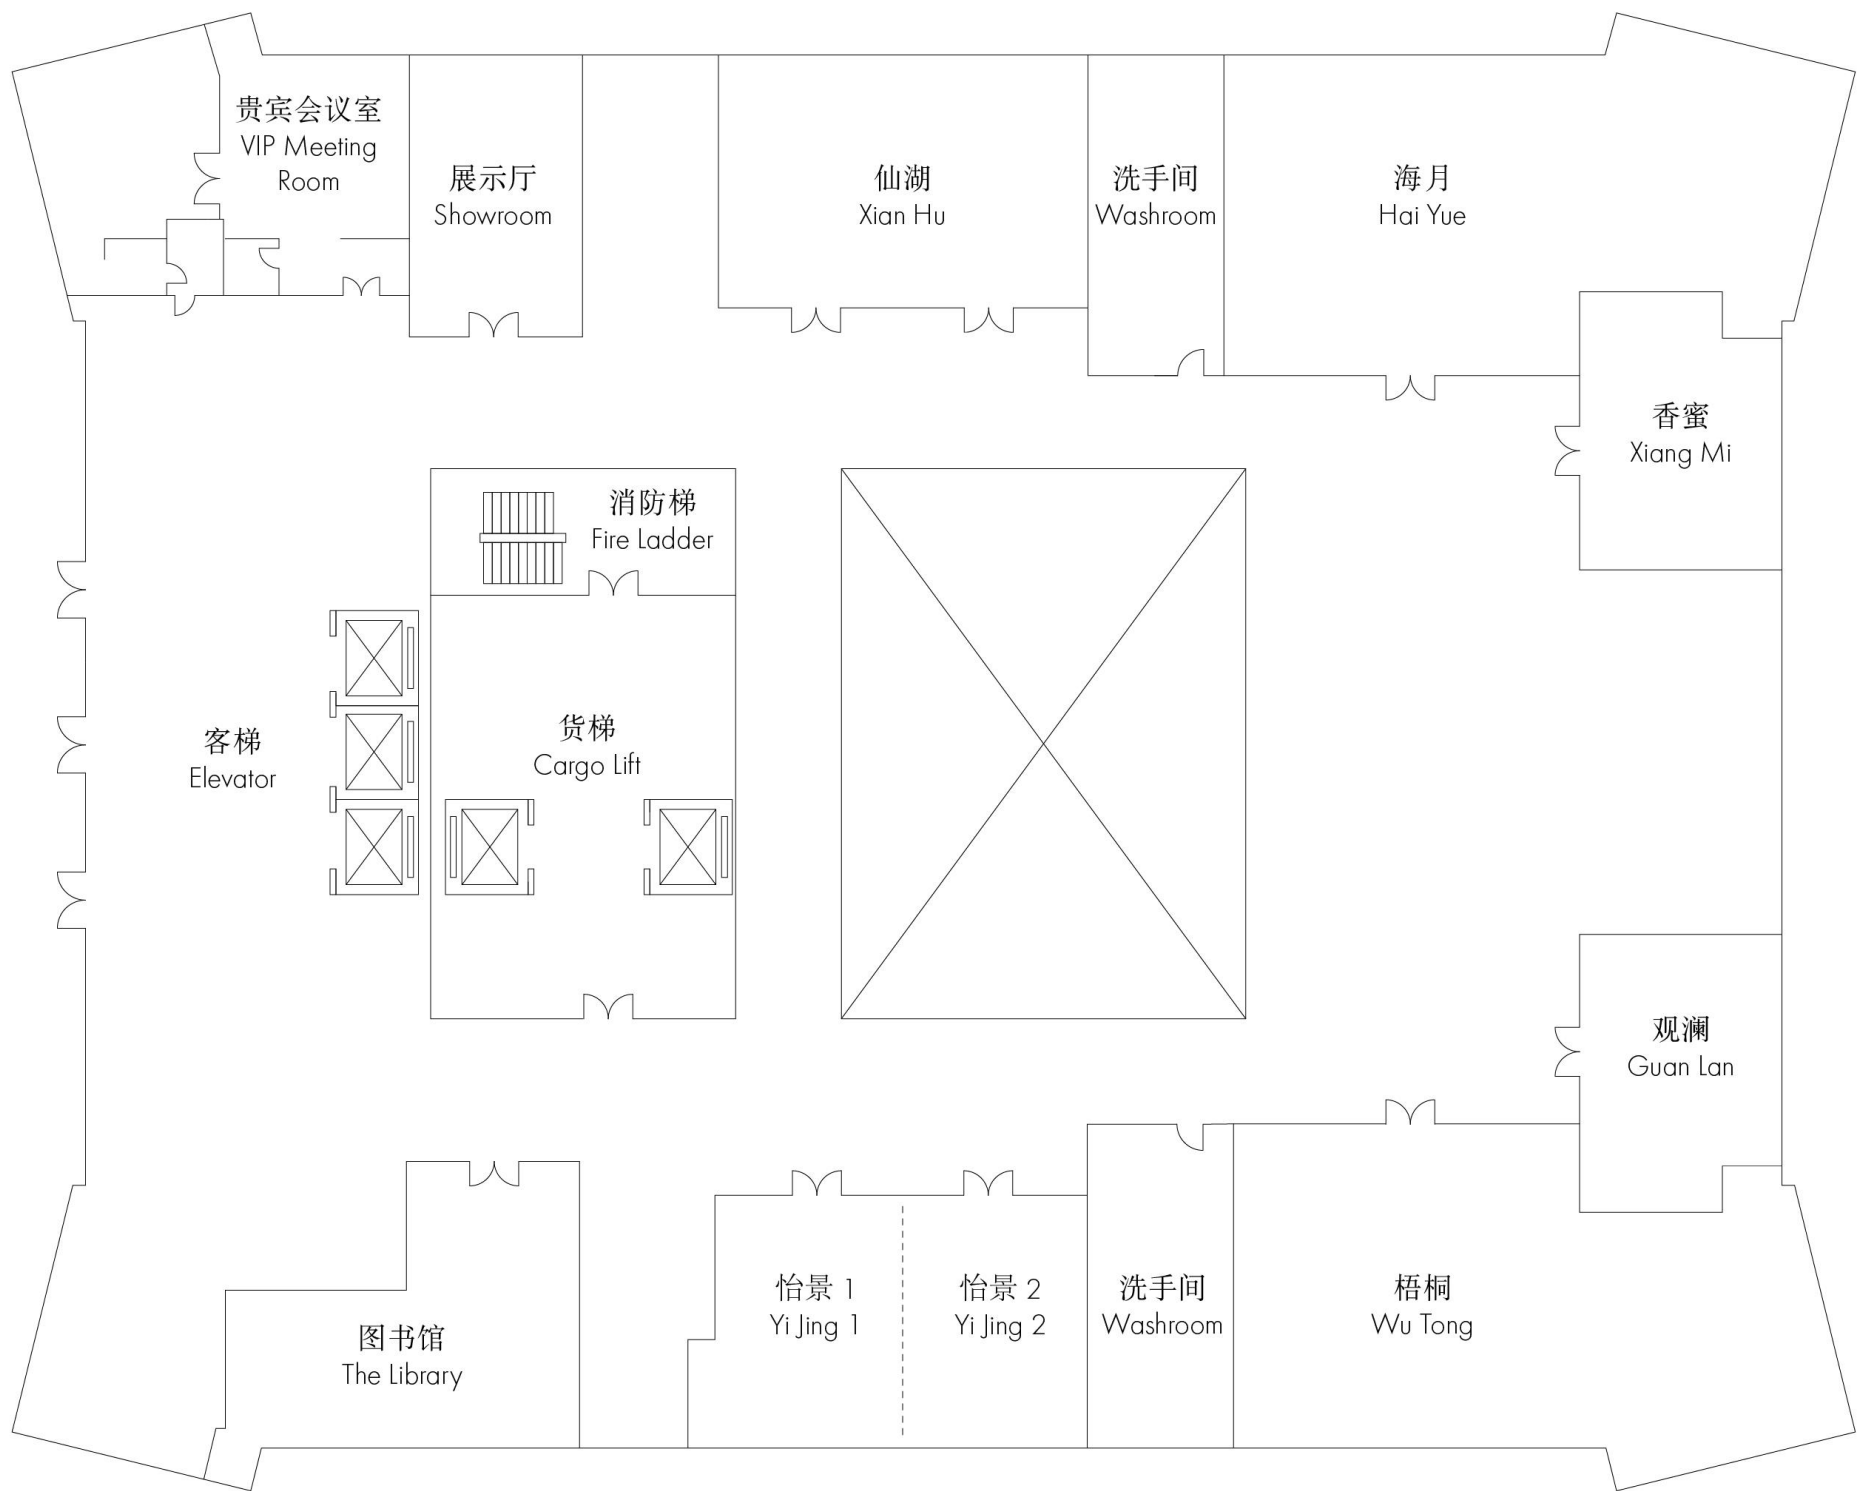 贵宾会议室
VIP Meeting
Room
展示厅
Showroom
仙湖
Xian Hu
洗手间
Washroom
海月
Hai Yue
香蜜
Xiang Mi
消防梯
Fire Ladder
客梯
Elevator
货梯
Cargo Lift
观澜
Guan Lan
图书馆
The Library
怡景 1
Yi Jing 1
怡景 2
Yi Jing 2
洗手间
Washroom
梧桐
Wu Tong